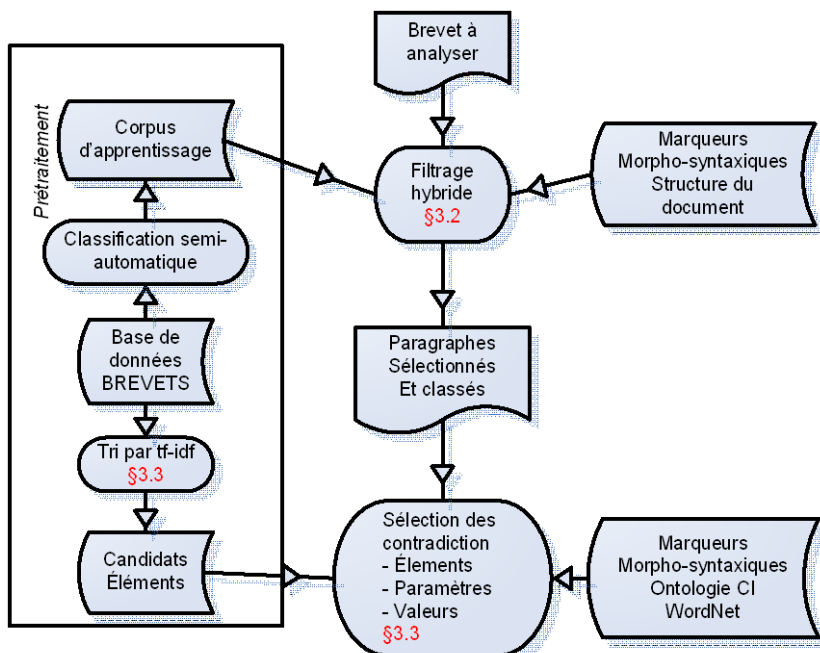 Brevet à
analyser
Prétraitement
Corpus
d'apprentissage
Filtrage
hybride
§3.2
Marqueurs
Morpho-syntaxiques
Structure du
document
Classification semi-
automatique
Base de
données
BREVETS
Paragraphes
Sélectionnés
Et classés
Tri par tf-idf
§3.3
Candidats
Éléments
Sélection des
contradiction
- Élements
- Paramètres
- Valeurs
§3.3
Marqueurs
Morpho-syntaxiques
Ontologie CI
WordNet